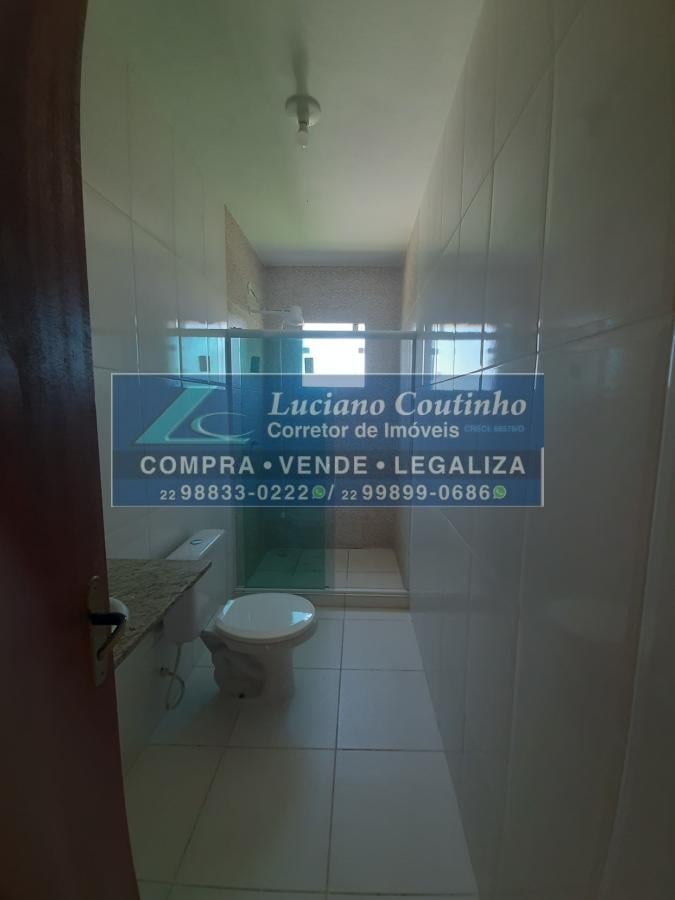 Luciano Coutinho
Corretor de Imóveis
COMPRA • VENDE • LEGALIZA
22 98833-0222 / 22 99899-0686